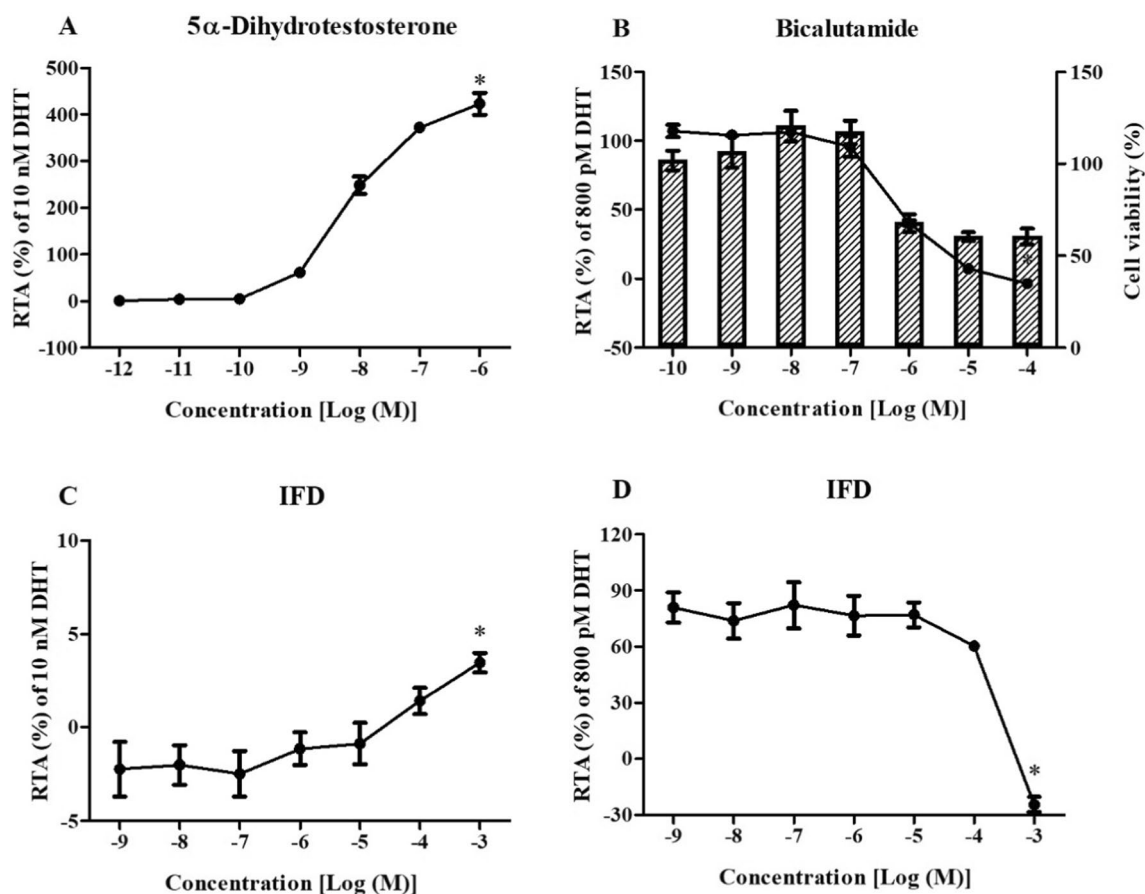 A
5α-Dihydrotestosterone
RTA (%) of 10 nM DHT
500
400
300
200
100
0
-100
*
-12 -11 -10 -9 -8 -7 -6
Concentration [Log (M)]
B
Bicalutamide
RTA (%) of 800 pM DHT
150
100
50
0
-50
*
150
100
50
0
Cell viability (%)
-10 -9 -8 -7 -6 -5 -4
Concentration [Log (M)]
C
IFD
RTA (%) of 10 nM DHT
10
5
0
-5
*
-9 -8 -7 -6 -5 -4 -3
Concentration [Log (M)]
D
IFD
RTA (%) of 800 pM DHT
120
90
60
30
0
-30
*
-9 -8 -7 -6 -5 -4 -3
Concentration [Log (M)]